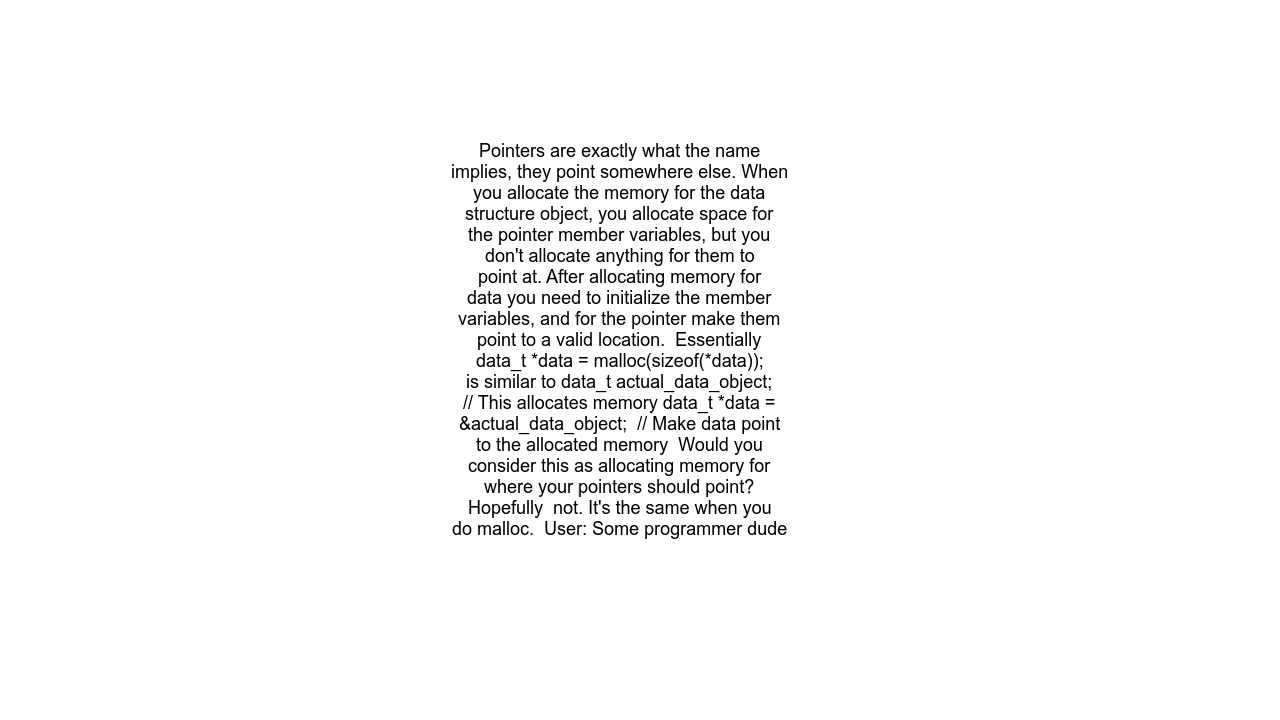 Pointers are exactly what the name
implies, they point somewhere else. When
you allocate the memory for the data
structure object, you allocate space for
the pointer member variables, but you
don't allocate anything for them to
point at. After allocating memory for
data you need to initialize the member
variables, and for the pointer make them
point to a valid location.  Essentially
data_t *data = malloc(sizeof(*data));
is similar to data_t actual_data_object;
// This allocates memory data_t *data =
&actual_data_object;  // Make data point
to the allocated memory  Would you
consider this as allocating memory for
where your pointers should point?
Hopefully  not. It's the same when you
do malloc.  User: Some programmer dude